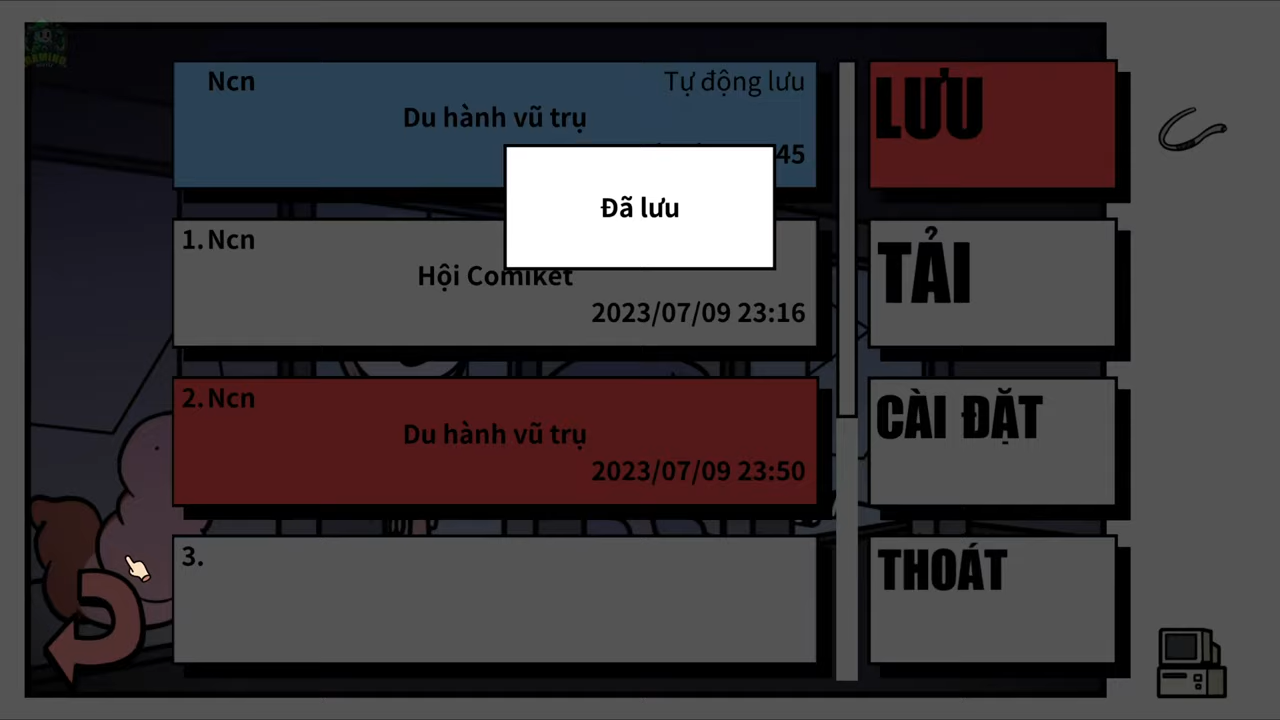 GAMING
Ncn
Tự động lưu
Du hành vũ trụ
45
Đã lưu
1. Ncn
Hội Comiket
2023/07/09 23:16
2. Ncn
Du hành vũ trụ
2023/07/09 23:50
3.
LƯU
TẢI
CÀI ĐẶT
THOÁT